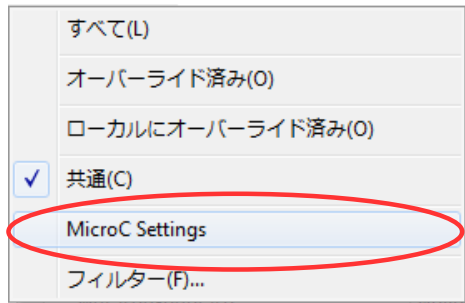 すべて(L)
オーバーライド済み(O)
ローカルにオーバーライド済み(O)
共通(C)
MicroC Settings
フィルター(F)...